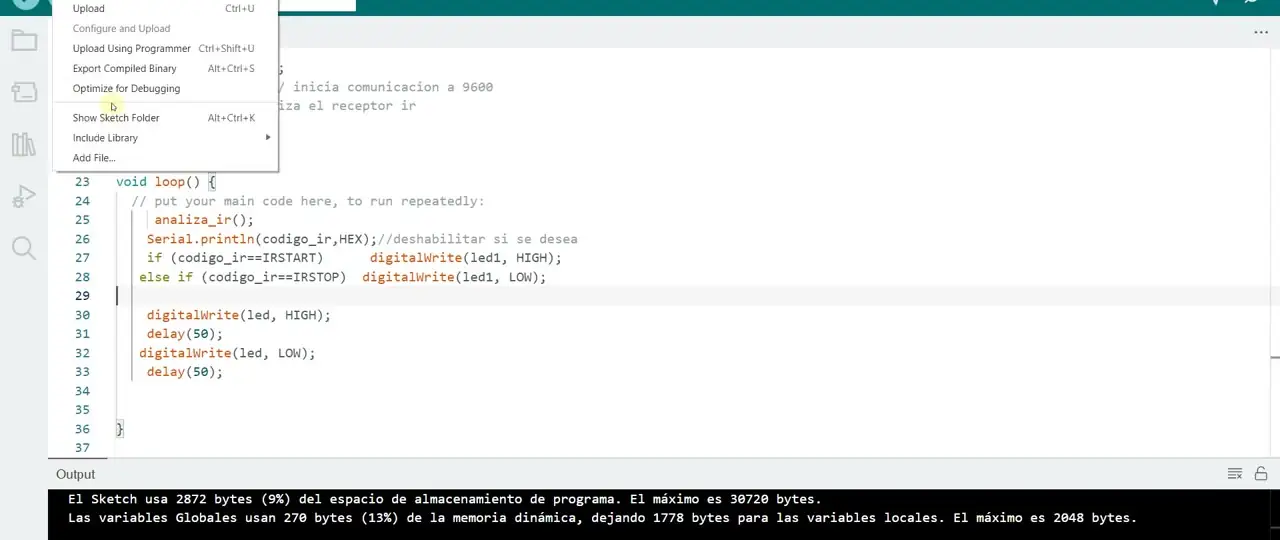 Upload Ctrl+U
Configure and Upload
Upload Using Programmer Ctrl+Shift+U
Export Compiled Binary Alt+Ctrl+S
Optimize for Debugging
Show Sketch Folder Alt+Ctrl+K
Include Library
Add File...
;
/ inicia comunicacion a 9600
iza el receptor ir
23 void loop() {
24 // put your main code here, to run repeatedly:
25 analiza_ir();
26 Serial.println(codigo_ir,HEX);//deshabilitar si se desea
27 if (codigo_ir==IRSTART) digitalWrite(led1, HIGH);
28 else if (codigo_ir==IRSTOP) digitalWrite(led1, LOW);
29
30 digitalWrite(led, HIGH);
31 delay(50);
32 digitalWrite(led, LOW);
33 delay(50);
34
35
36 }
37
Output
El Sketch usa 2872 bytes (9%) del espacio de almacenamiento de programa. El máximo es 30720 bytes.
Las variables Globales usan 270 bytes (13%) de la memoria dinámica, dejando 1778 bytes para las variables locales. El máximo es 2048 bytes.